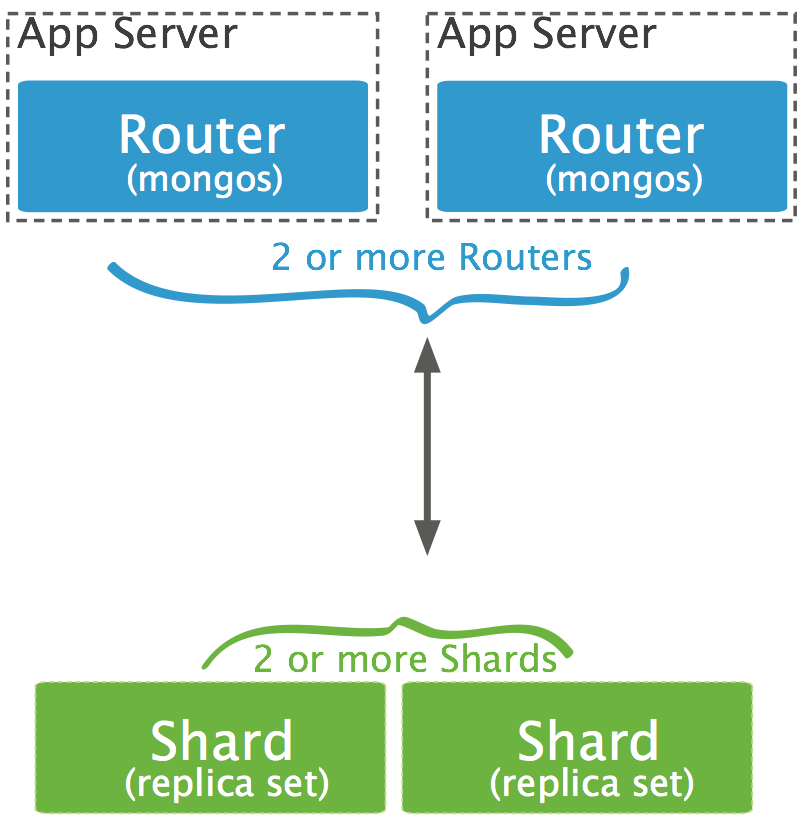 App Server
App Server
Router
(mongos)
Router
(mongos)
2 or more Routers
2 or more Shards
Shard
(replica set)
Shard
(replica set)